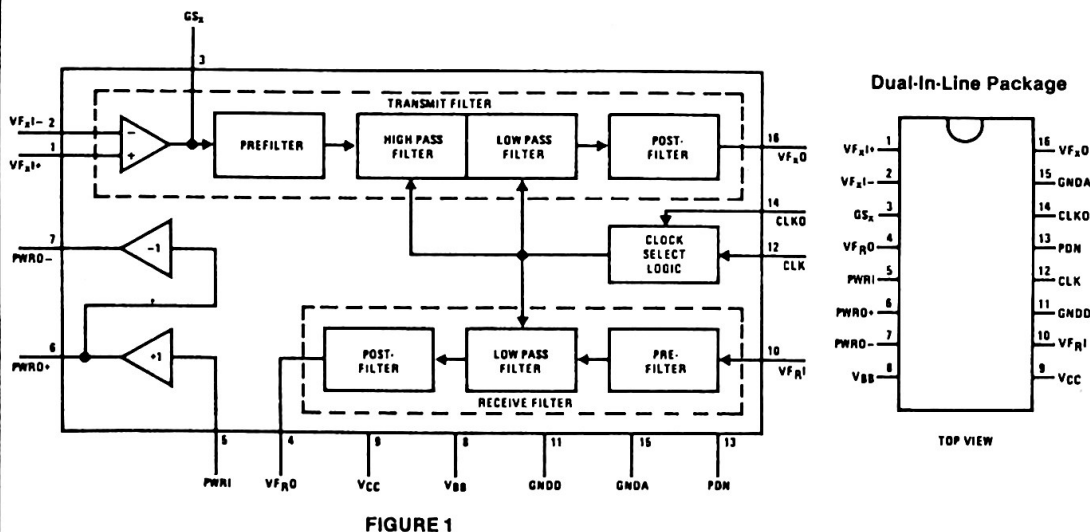 GSx
3
TRANSMIT FILTER
VFxI− 2
1
VFxI+
−
+
PREFILTER
HIGH PASS
FILTER
LOW PASS
FILTER
POST-
FILTER
16
VFxO
14
CLK0
CLOCK
SELECT
LOGIC
12
CLK
7
PWRO−
−1
6
PWRO+
+1
POST-
FILTER
LOW PASS
FILTER
PRE-
FILTER
10
VFRI
RECEIVE FILTER
5
4
9
8
11
15
13
PWRI
VFRO
VCC
VBB
GNDD
GNDA
PDN
FIGURE 1
Dual-In-Line Package
VFxI+ 1
VFxI− 2
GSx 3
VFRO 4
PWRI 5
PWRO+ 6
PWRO− 7
VBB 8
16 VFxO
15 GNDA
14 CLK0
13 PDN
12 CLK
11 GNDD
10 VFRI
9 VCC
TOP VIEW